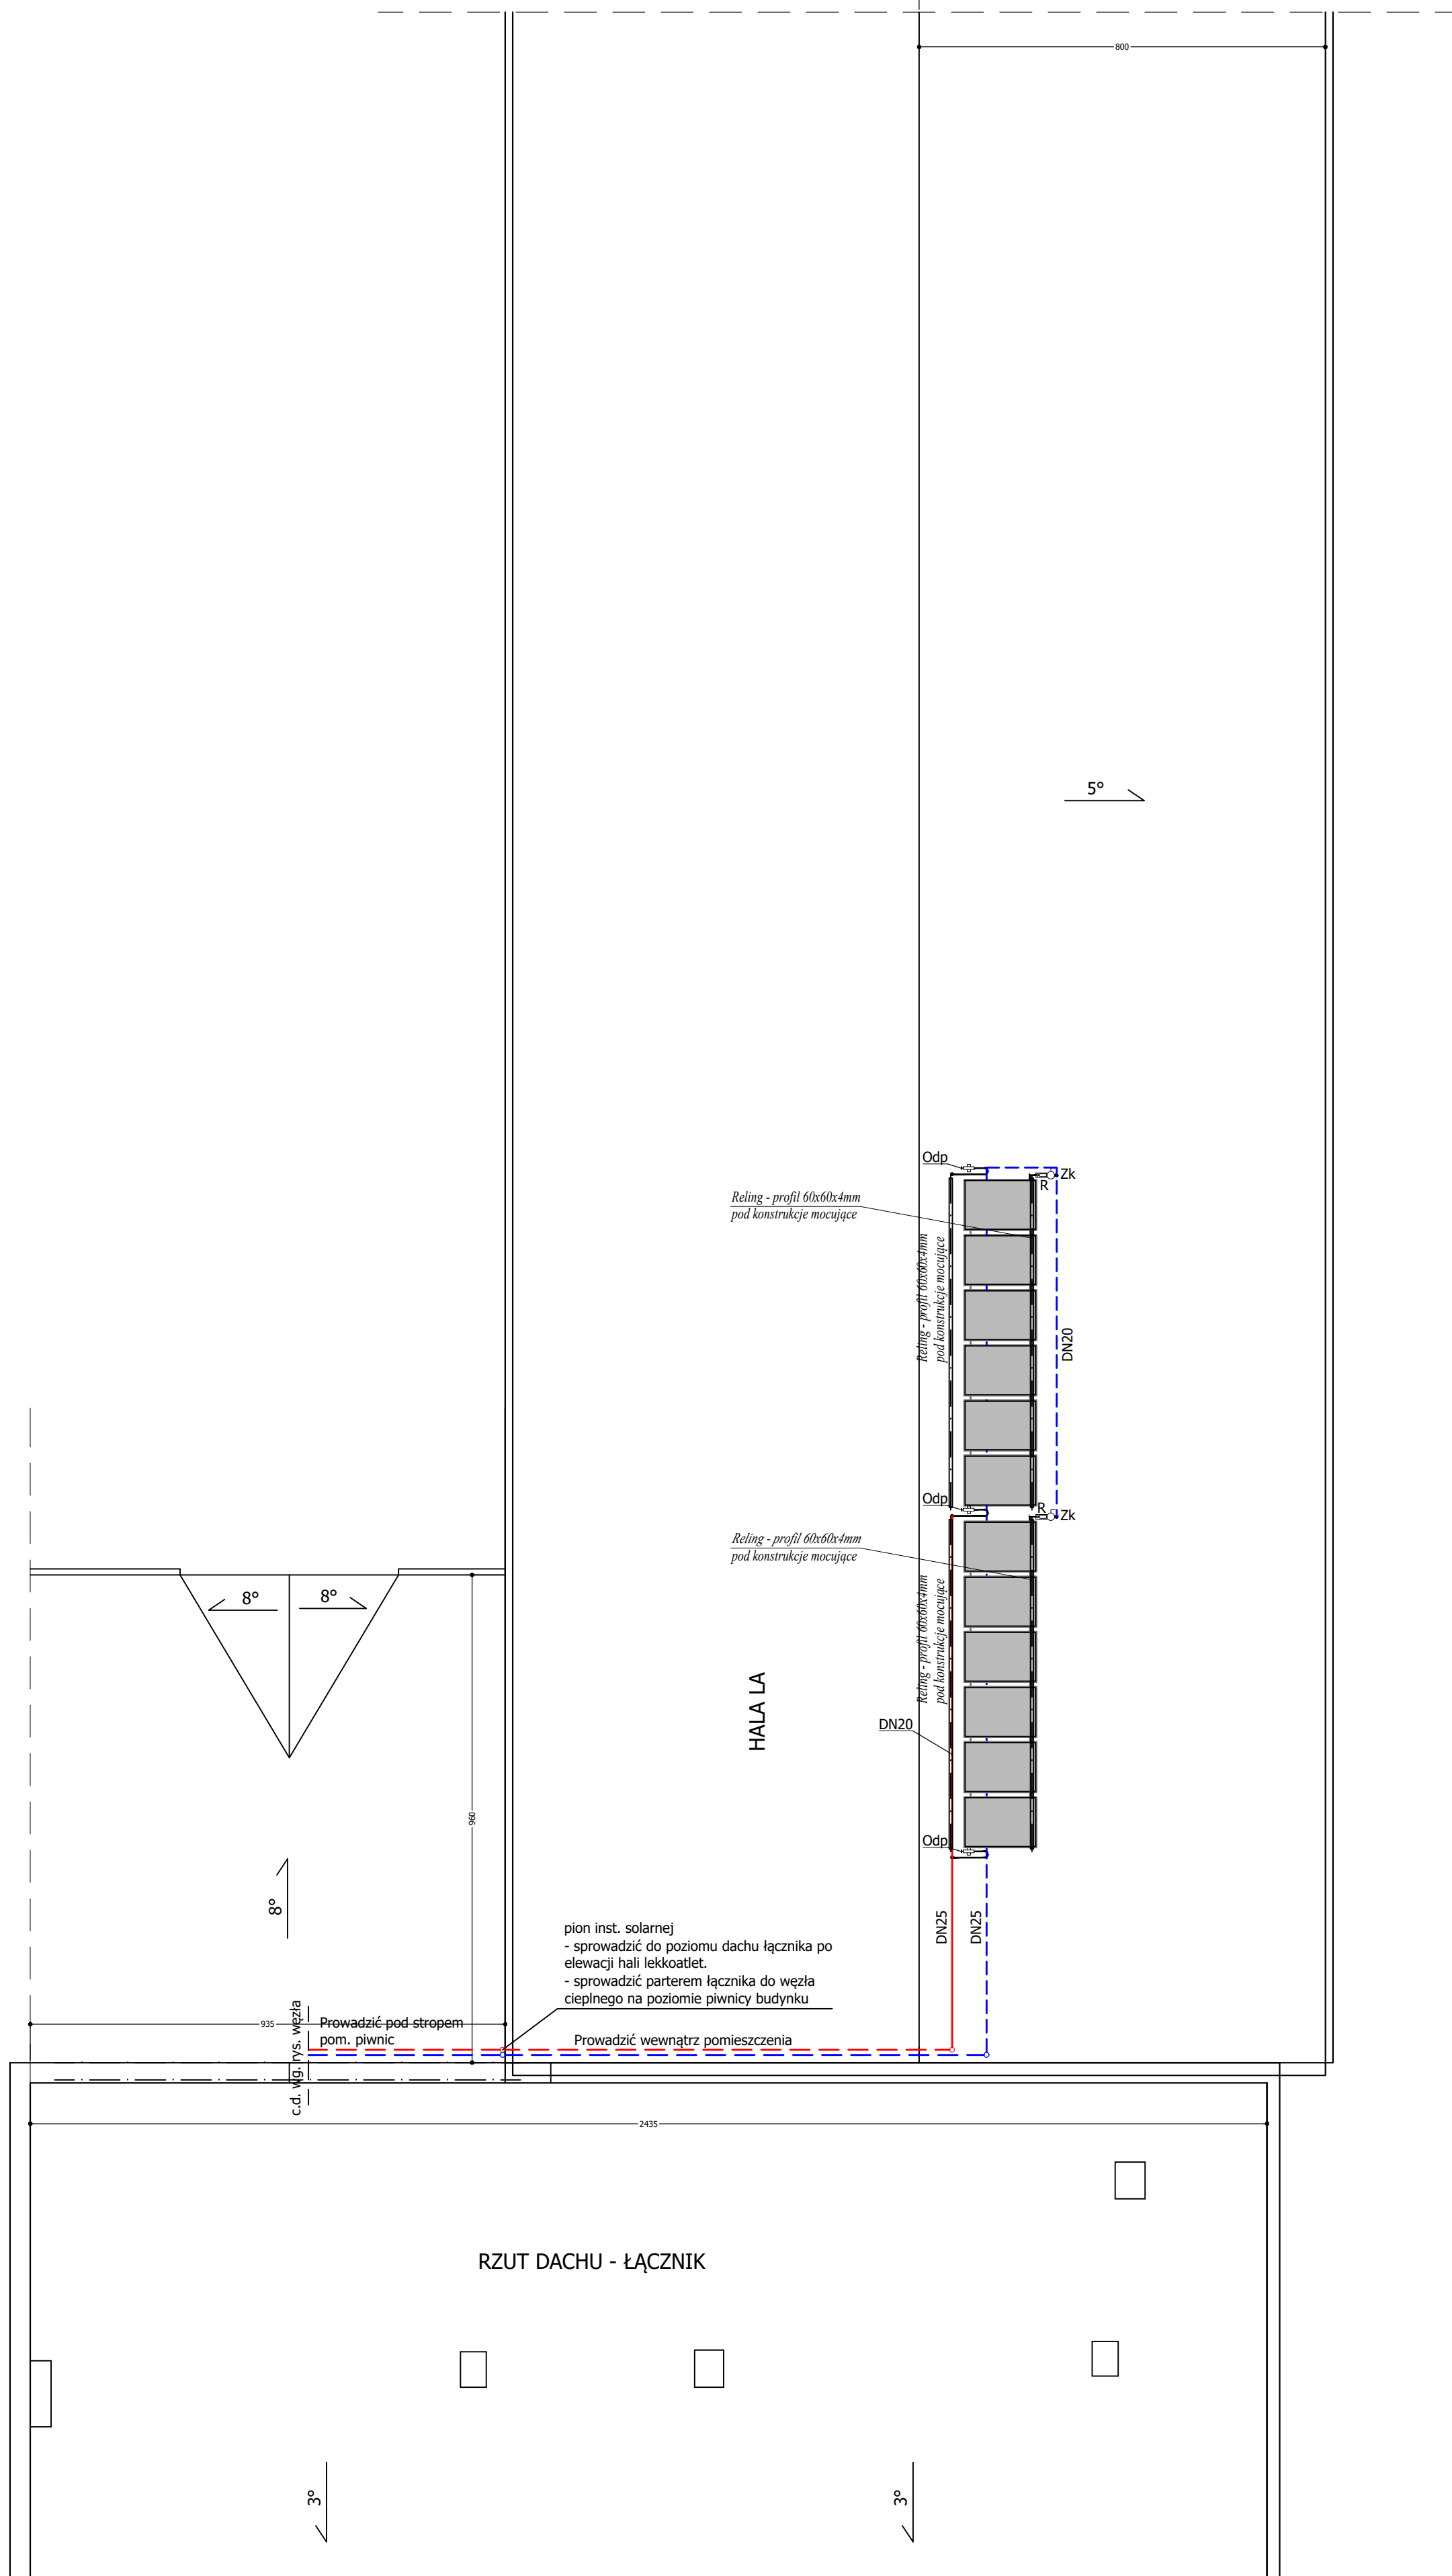 800
5°
Odp
Zk
R
Reling - profil 60x60x4mm
pod konstrukcje mocujące
Reling - profil 60x60x4mm
pod konstrukcje mocujące
DN20
Odp
R
Zk
Reling - profil 60x60x4mm
pod konstrukcje mocujące
Reling - profil 60x60x4mm
pod konstrukcje mocujące
8°
8°
HALA LA
DN20
960
Odp
8°
DN25
DN25
pion inst. solarnej
- sprowadzić do poziomu dachu łącznika po
elewacji hali lekkoatlet.
- sprowadzić parterem łącznika do węzła
cieplnego na poziomie piwnicy budynku
c.d. wg. rys. węzła
935
Prowadzić pod stropem
pom. piwnic
Prowadzić wewnątrz pomieszczenia
2435
RZUT DACHU - ŁĄCZNIK
3°
3°